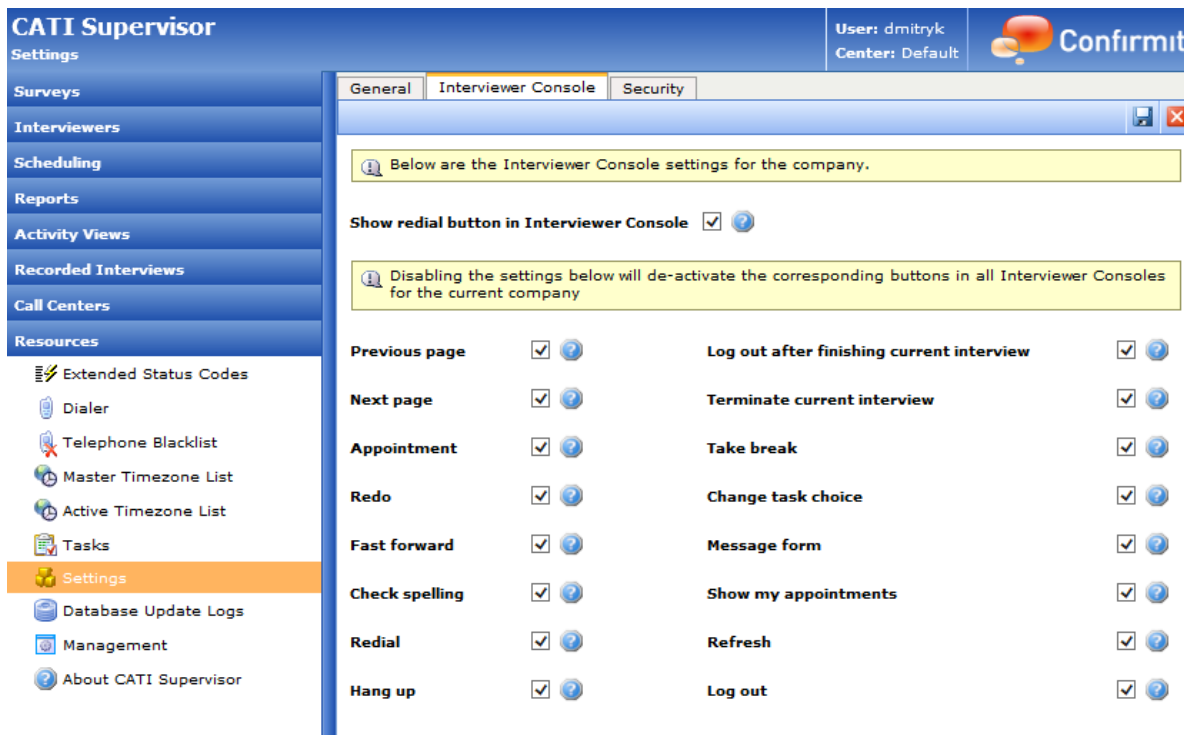 CATI Supervisor
Settings
User: dmitryk
Center: Default
Confirmit
Surveys
Interviewers
Scheduling
Reports
Activity Views
Recorded Interviews
Call Centers
Resources
Extended Status Codes
Dialer
Telephone Blacklist
Master Timezone List
Active Timezone List
Tasks
Settings
Database Update Logs
Management
About CATI Supervisor
General Interviewer Console Security
Below are the Interviewer Console settings for the company.
Show redial button in Interviewer Console
Disabling the settings below will de-activate the corresponding buttons in all Interviewer Consoles
for the current company
Previous page Log out after finishing current interview
Next page Terminate current interview
Appointment Take break
Redo Change task choice
Fast forward Message form
Check spelling Show my appointments
Redial Refresh
Hang up Log out